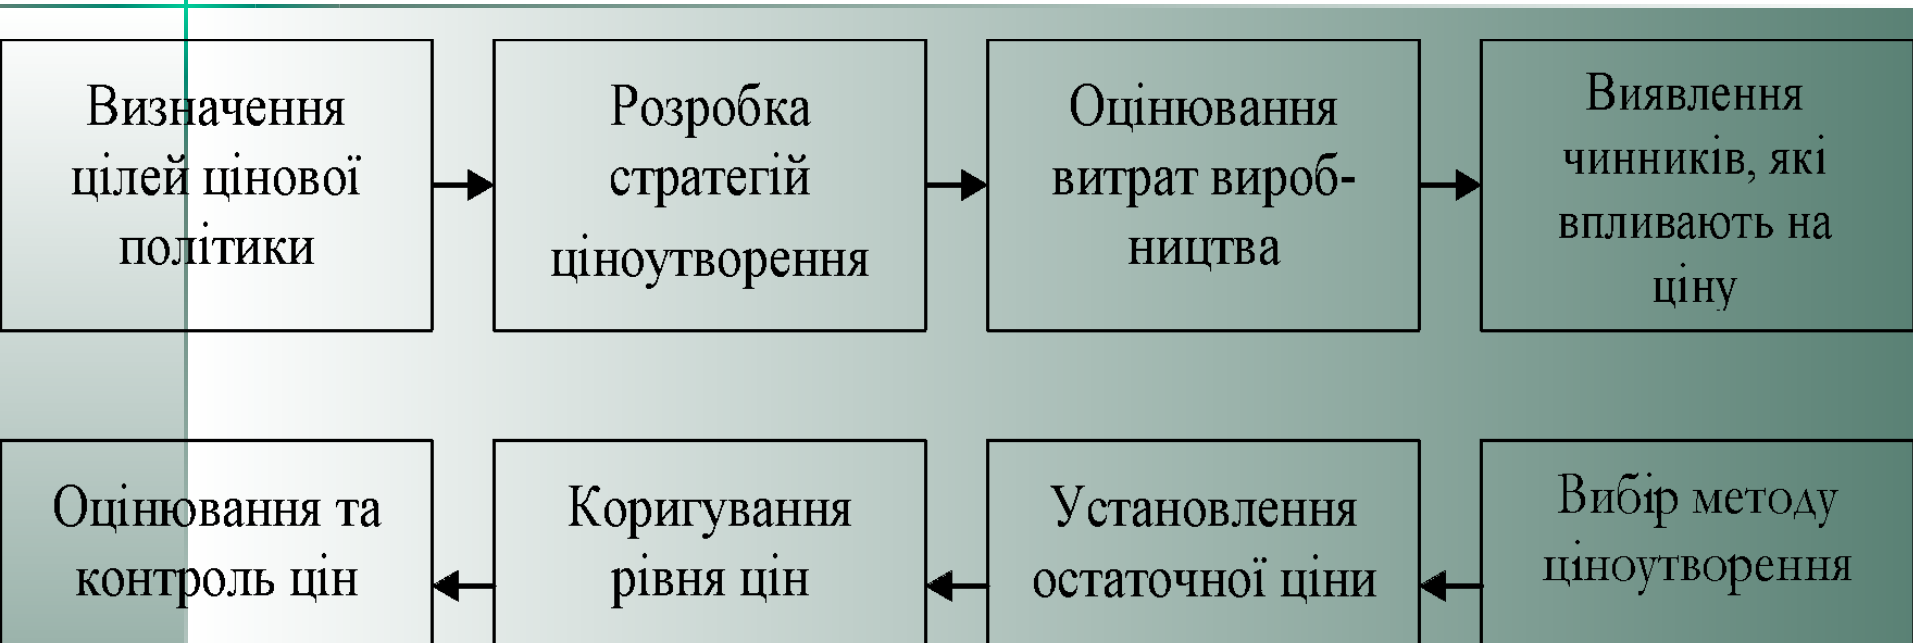 Визначення
цілей цінової
політики
Розробка
стратегій
ціноутворення
Оцінювання
витрат вироб-
ництва
Виявлення
чинників, які
впливають на
ціну
Оцінювання та
контроль цін
Коригування
рівня цін
Установлення
остаточної ціни
Вибір методу
ціноутворення